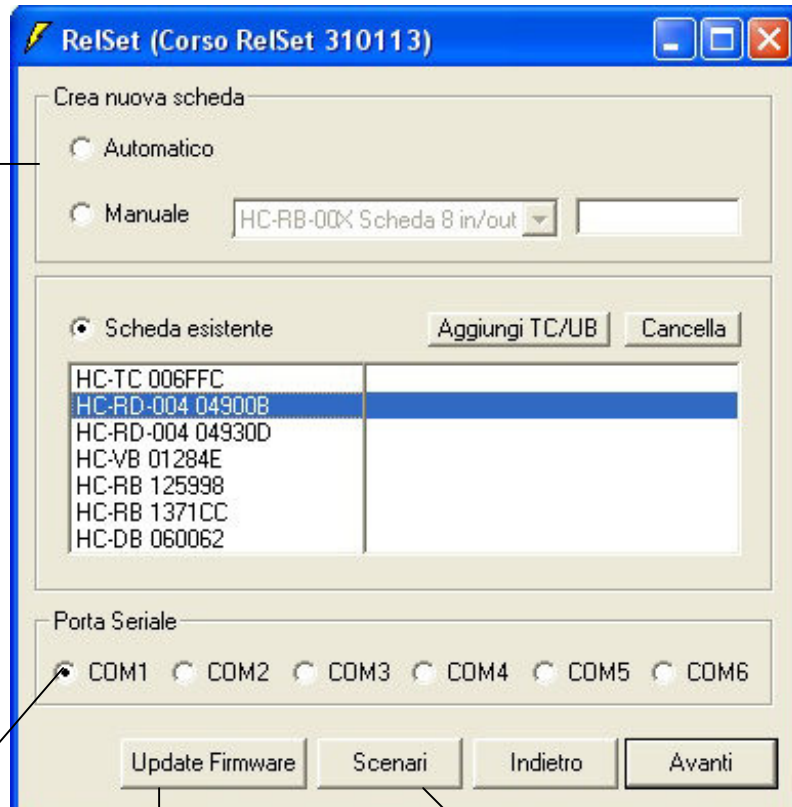 RelSet (Corso RelSet 310113)
Crea nuova scheda
Automatico
Manuale HC-RB-00X Scheda 8 in/out
Scheda esistente Aggiungi TC/UB Cancella
HC-TC 006FFC
HC-RD-004 04900B
HC-RD-004 04930D
HC-VB 01284E
HC-RB 125998
HC-RB 1371CC
HC-DB 060062
Porta Seriale
COM1 COM2 COM3 COM4 COM5 COM6
Update Firmware Scenari Indietro Avanti